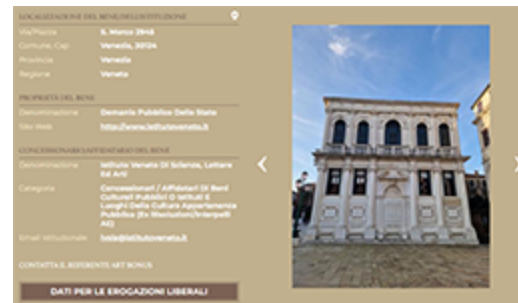 LOCALIZZAZIONE DEL BENE/DELL'ISTITUZIONE
Via/Piazza S. Marco 2945
Comune, Cap Venezia, 30124
Provincia Venezia
Regione Veneto
PROPRIETÀ DEL BENE
Denominazione Demanio Pubblico Dello Stato
Sito Web http://www.istitutoveneto.it
CONCESSIONARIO/AFFIDATARIO DEL BENE
Denominazione Istituto Veneto Di Scienze, Lettere
Ed Arti
Categoria Concessionari / Affidatari Di Beni
Culturali Pubblici O Istituti E
Luoghi Della Cultura Appartenenza
Pubblica (Ex Risoluzioni/Interpelli
AE)
Email Istituzionale ivsla@istitutoveneto.it
CONTATTA IL REFERENTE ART BONUS
DATI PER LE EROGAZIONI LIBERALI